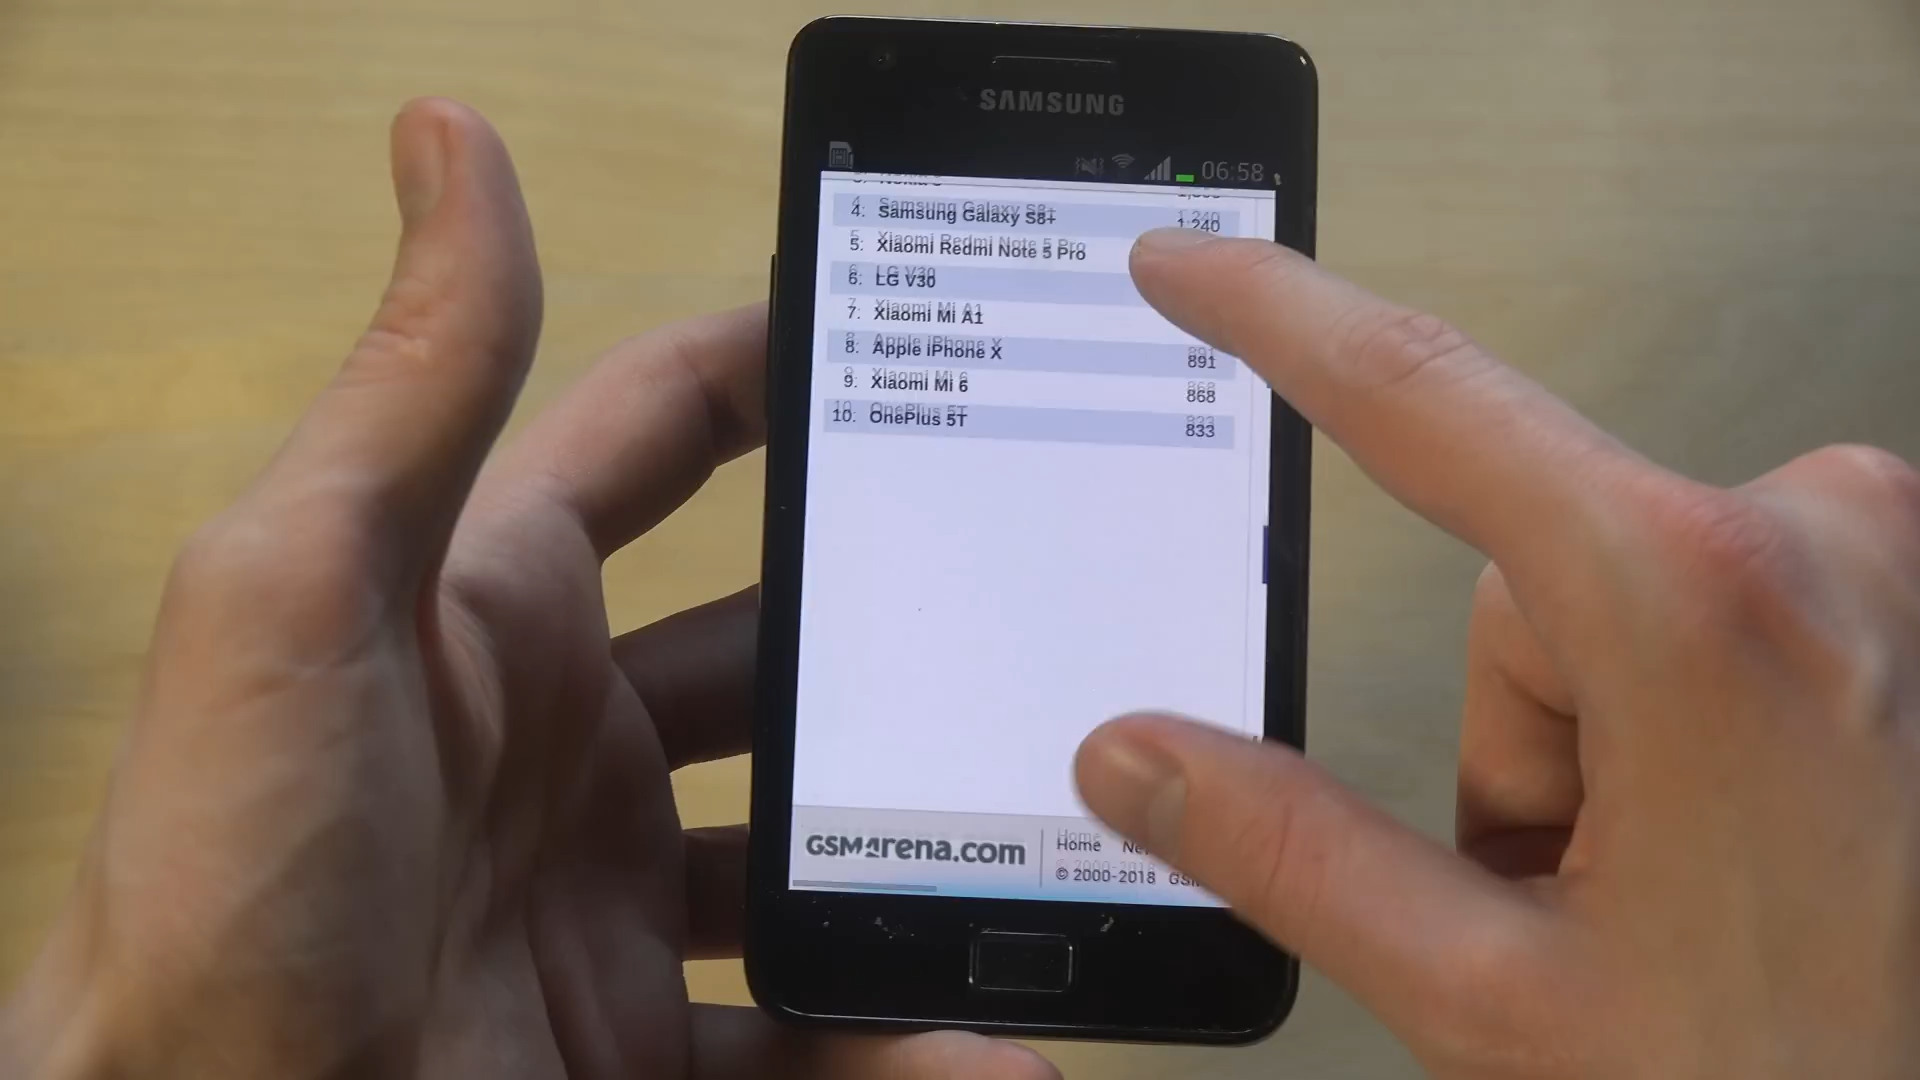 SAMSUNG
06:58
4. Samsung Galaxy S8+ 1,240
5. Xiaomi Redmi Note 5 Pro
6. LG V30
7. Xiaomi Mi A1
8. Apple iPhone X 891
9. Xiaomi Mi 6 868
10. OnePlus 5T 833
GSMArena.com
Home
© 2000-2018